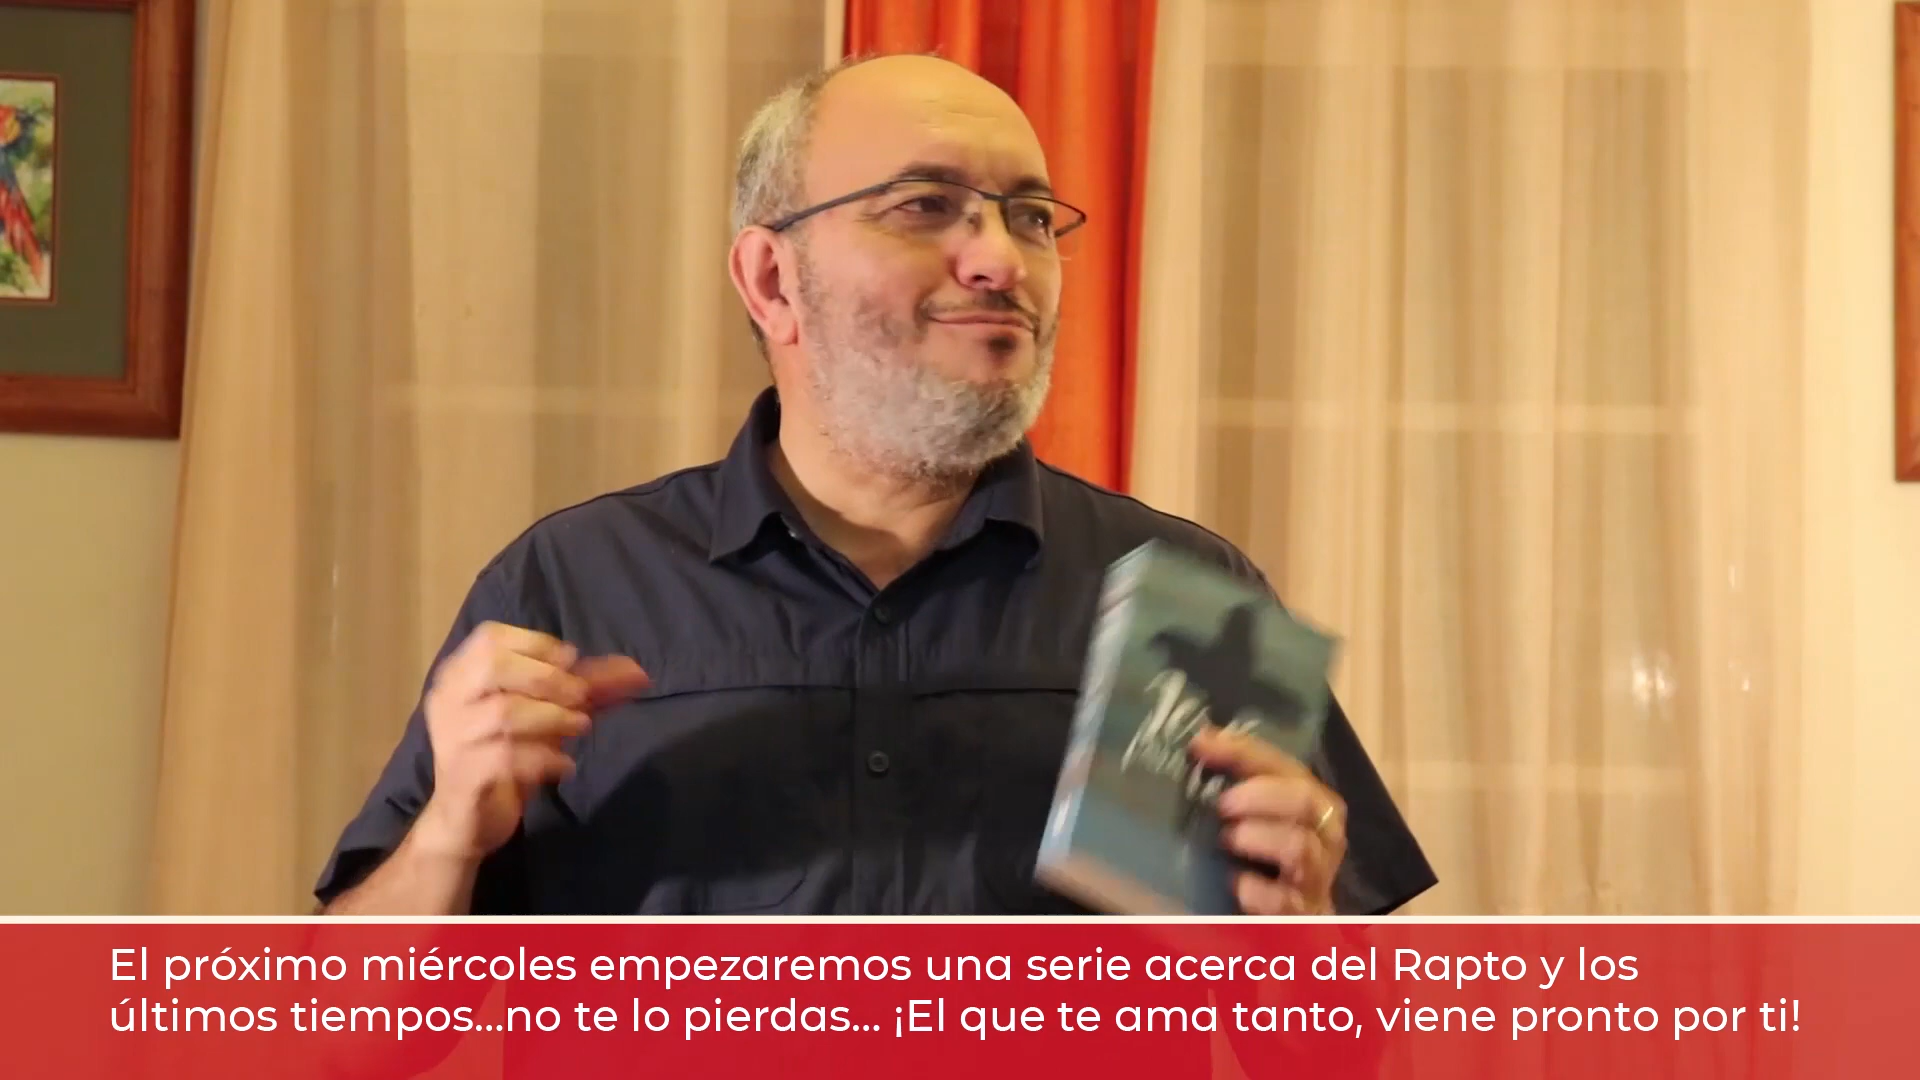 El próximo miércoles empezaremos una serie acerca del Rapto y los
últimos tiempos...no te lo pierdas... ¡El que te ama tanto, viene pronto por ti!